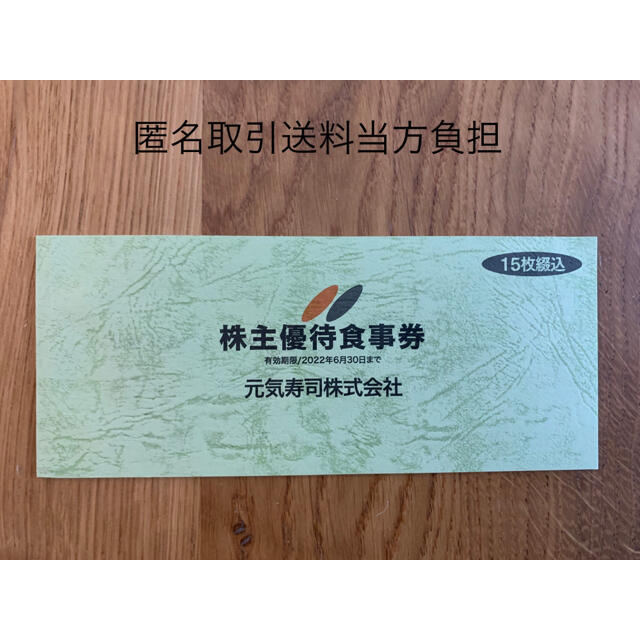 匿名取引送料当方負担
15枚綴込
株主優待食事券
有効期限/2022年6月30日まで
元気寿司株式会社